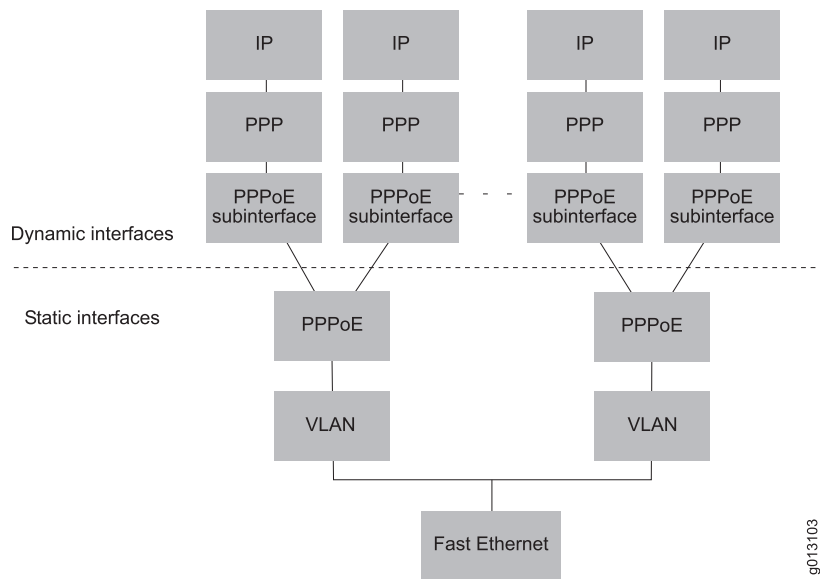 IP IP IP IP
PPP PPP PPP PPP
PPPoE PPPoE PPPoE PPPoE
subinterface subinterface subinterface subinterface
Dynamic interfaces
Static interfaces
PPPoE PPPoE
VLAN VLAN
Fast Ethernet
g013103